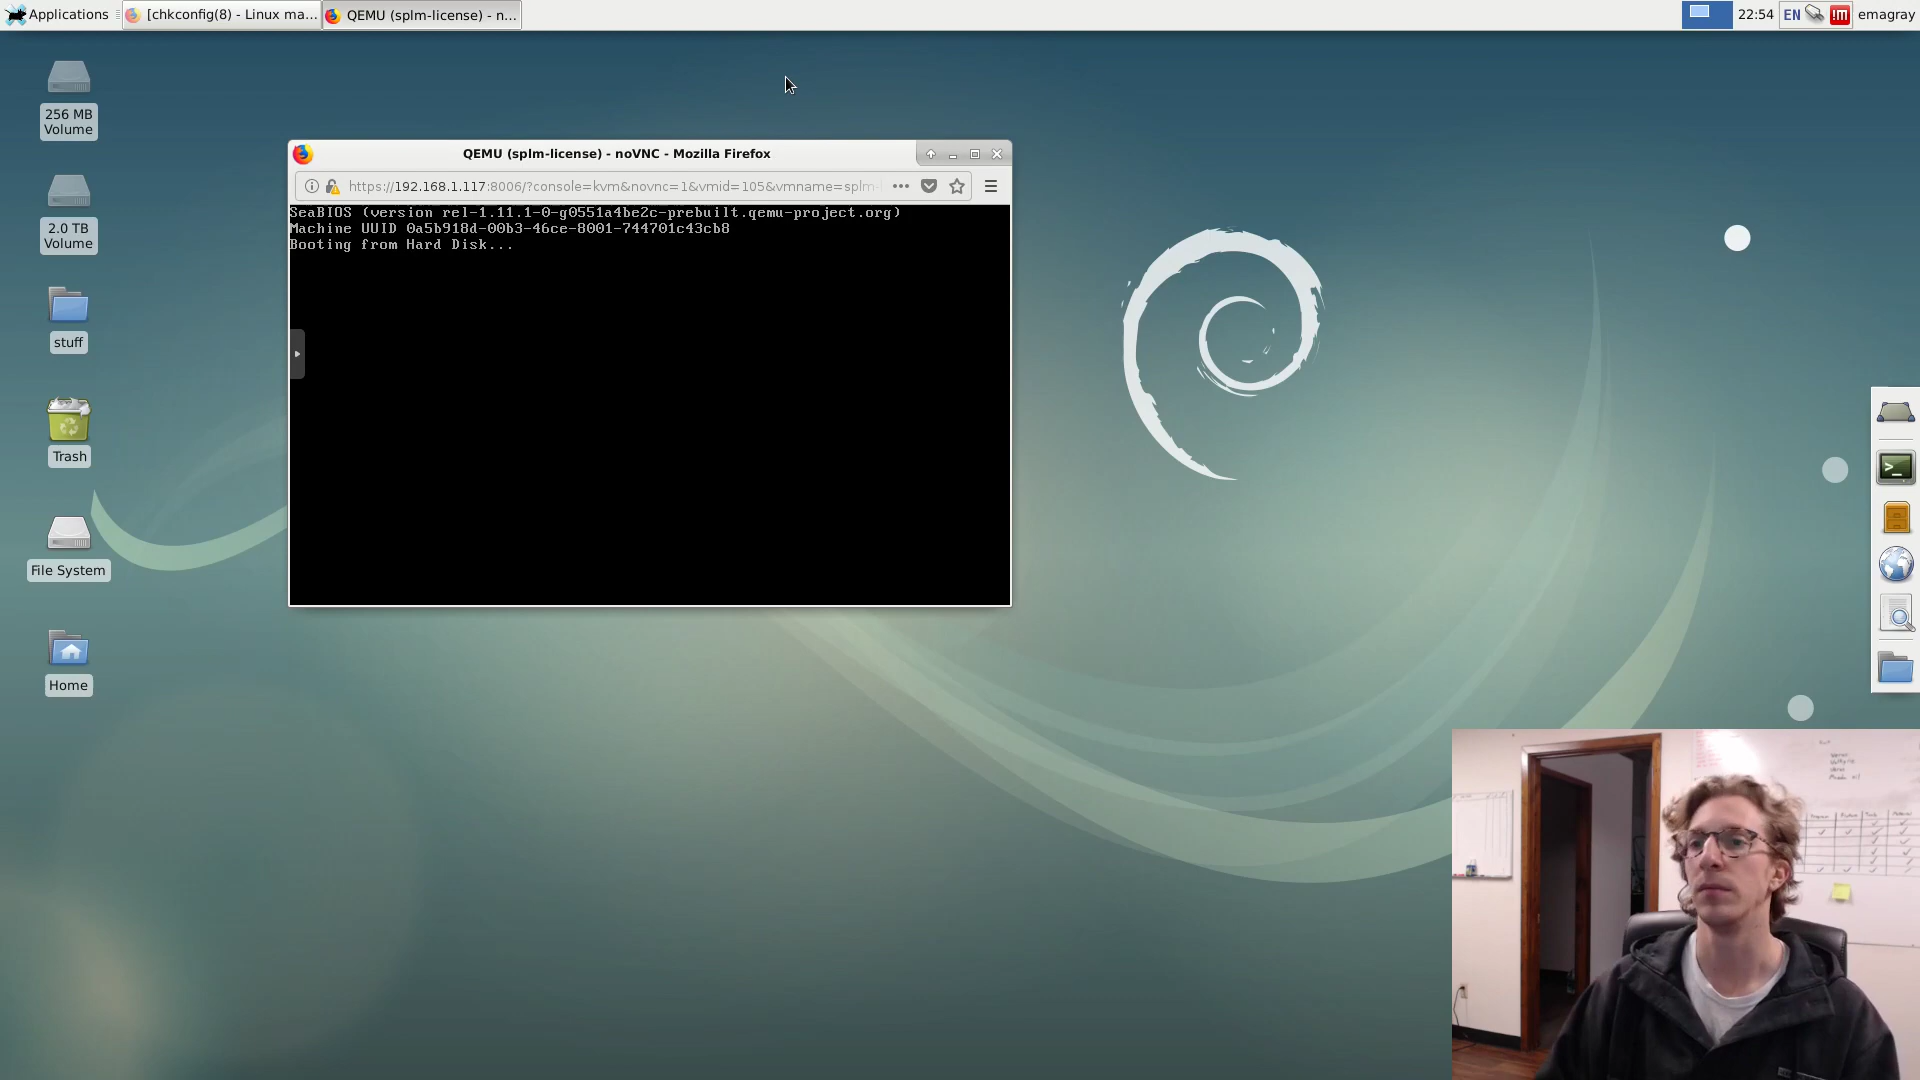 Applications
[chkconfig(8) - Linux ma...
QEMU (splm-license) - n...
22:54
EN
!m
emagray
256 MB
Volume
2.0 TB
Volume
stuff
Trash
File System
Home
QEMU (splm-license) - noVNC - Mozilla Firefox
https://192.168.1.117:8006/?console=kvm&novnc=1&vmid=105&vmname=splm-
SeaBIOS (version rel-1.11.1-0-g0551a4be2c-prebuilt.qemu-project.org)
Machine UUID 0a5b918d-00b3-46ce-8001-744701c43cb8
Booting from Hard Disk...